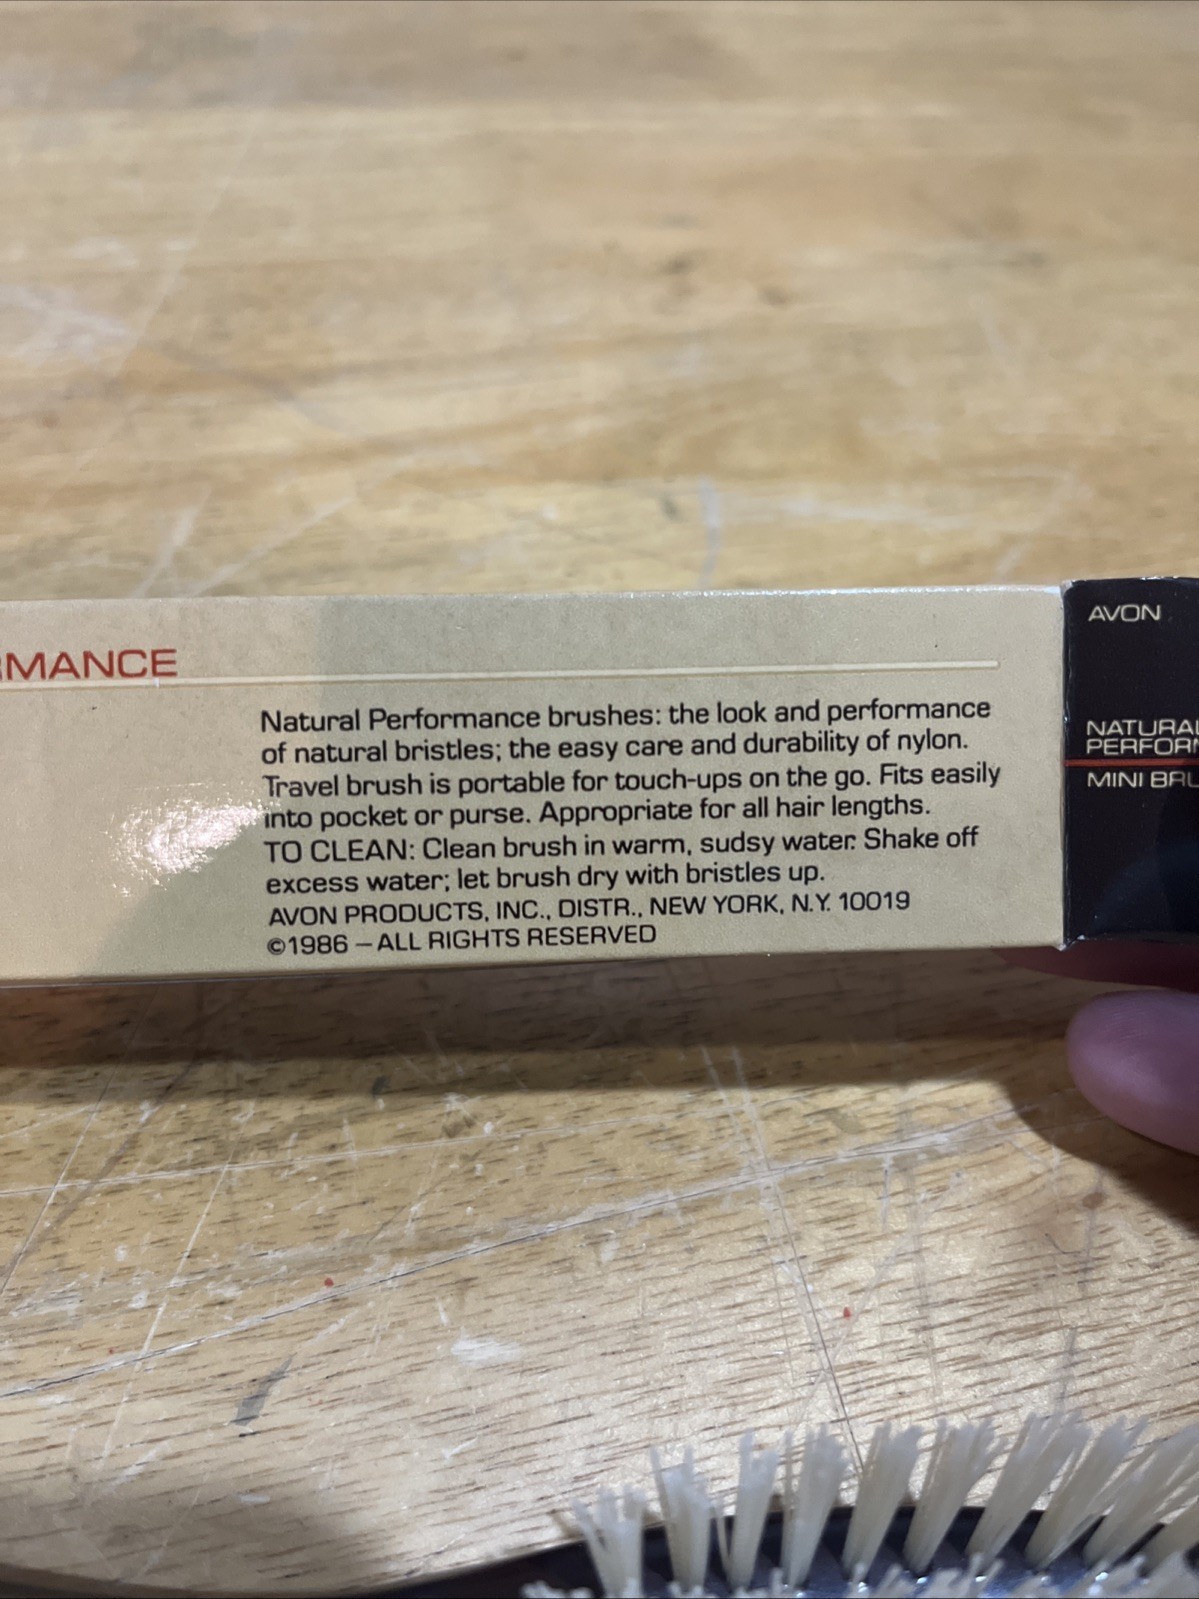 Natural Performance brushes: the look and performance
of natural bristles; the easy care and durability of nylon.
Travel brush is portable for touch-ups on the go. Fits easily
into pocket or purse. Appropriate for all hair lengths.
TO CLEAN: Clean brush in warm, sudsy water. Shake off
excess water; let brush dry with bristles up.
AVON PRODUCTS, INC., DISTR., NEW YORK, N.Y. 10019
©1986 – ALL RIGHTS RESERVED
AVON
NATURAL
MINI